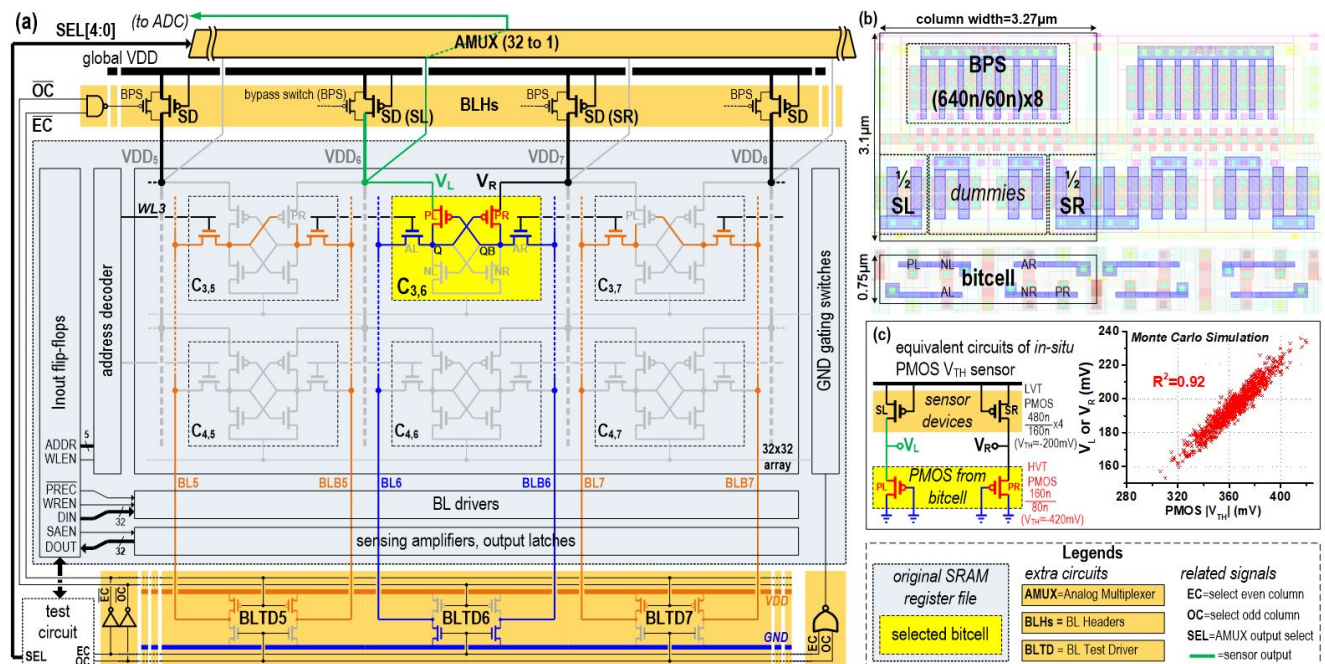 (a)
(to ADC)
SEL[4:0]
AMUX (32 to 1)
global VDD
OC
EC
BPS
bypass switch (BPS)
BPS
BPS
BLHs
SD
SD (SL)
SD (SR)
SD
VDD5
VDD6
VDD7
VDD8
VL
VR
WL3
PR
PL
PR
PL
AL
Q
QB
AR
NL
NR
C3,5
C3,6
C3,7
C4,5
C4,6
C4,7
32x32
array
Inout flip-flops
address decoder
GND gating switches
ADDR
5
WLEN
PREC
WREN
DIN
32
SAEN
DOUT
32
BL5
BLB5
BL6
BLB6
BL7
BLB7
BL drivers
sensing amplifiers, output latches
test
circuit
SEL
EC
OC
EC
OC
VDD
BLTD5
BLTD6
BLTD7
GND
EC
OC
(b)
column width=3.27μm
BPS
(640n/60n)x8
3.1μm
½
SL
dummies
½
SR
0.75μm
PL
NL
AR
bitcell
AL
NR
PR
(c)
equivalent circuits of in-situ
PMOS VTH sensor
SL
sensor
devices
SR
LVT
PMOS
480n
160n
x4
(VTH≈-200mV)
VL
VR
PMOS from
bitcell
PL
PR
HVT
PMOS
160n
80n
(VTH≈-420mV)
Monte Carlo Simulation
R²=0.92
VL or VR (mV)
240
220
200
180
160
280
320
360
400
PMOS |VTH| (mV)
Legends
original SRAM
register file
selected bitcell
extra circuits
AMUX=Analog Multiplexer
BLHs = BL Headers
BLTD = BL Test Driver
related signals
EC=select even column
OC=select odd column
SEL=AMUX output select
=sensor output